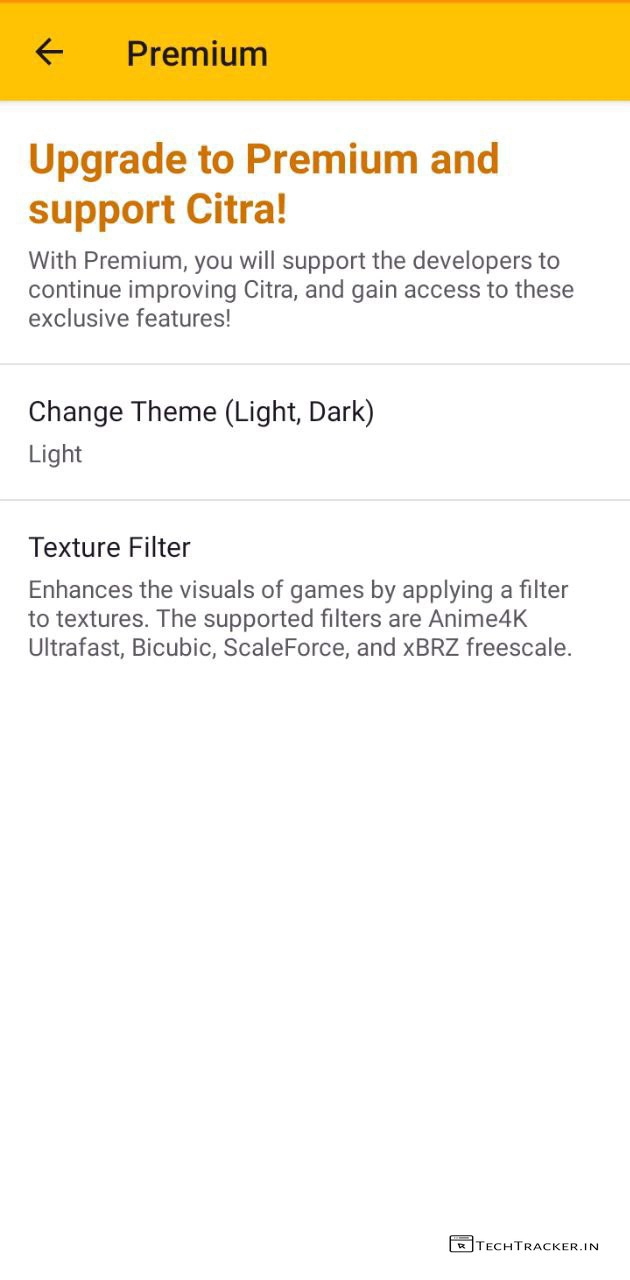 Premium
Upgrade to Premium and
support Citra!
With Premium, you will support the developers to
continue improving Citra, and gain access to these
exclusive features!
Change Theme (Light, Dark)
Light
Texture Filter
Enhances the visuals of games by applying a filter
to textures. The supported filters are Anime4K
Ultrafast, Bicubic, ScaleForce, and xBRZ freescale.
TECHTRACKER.IN